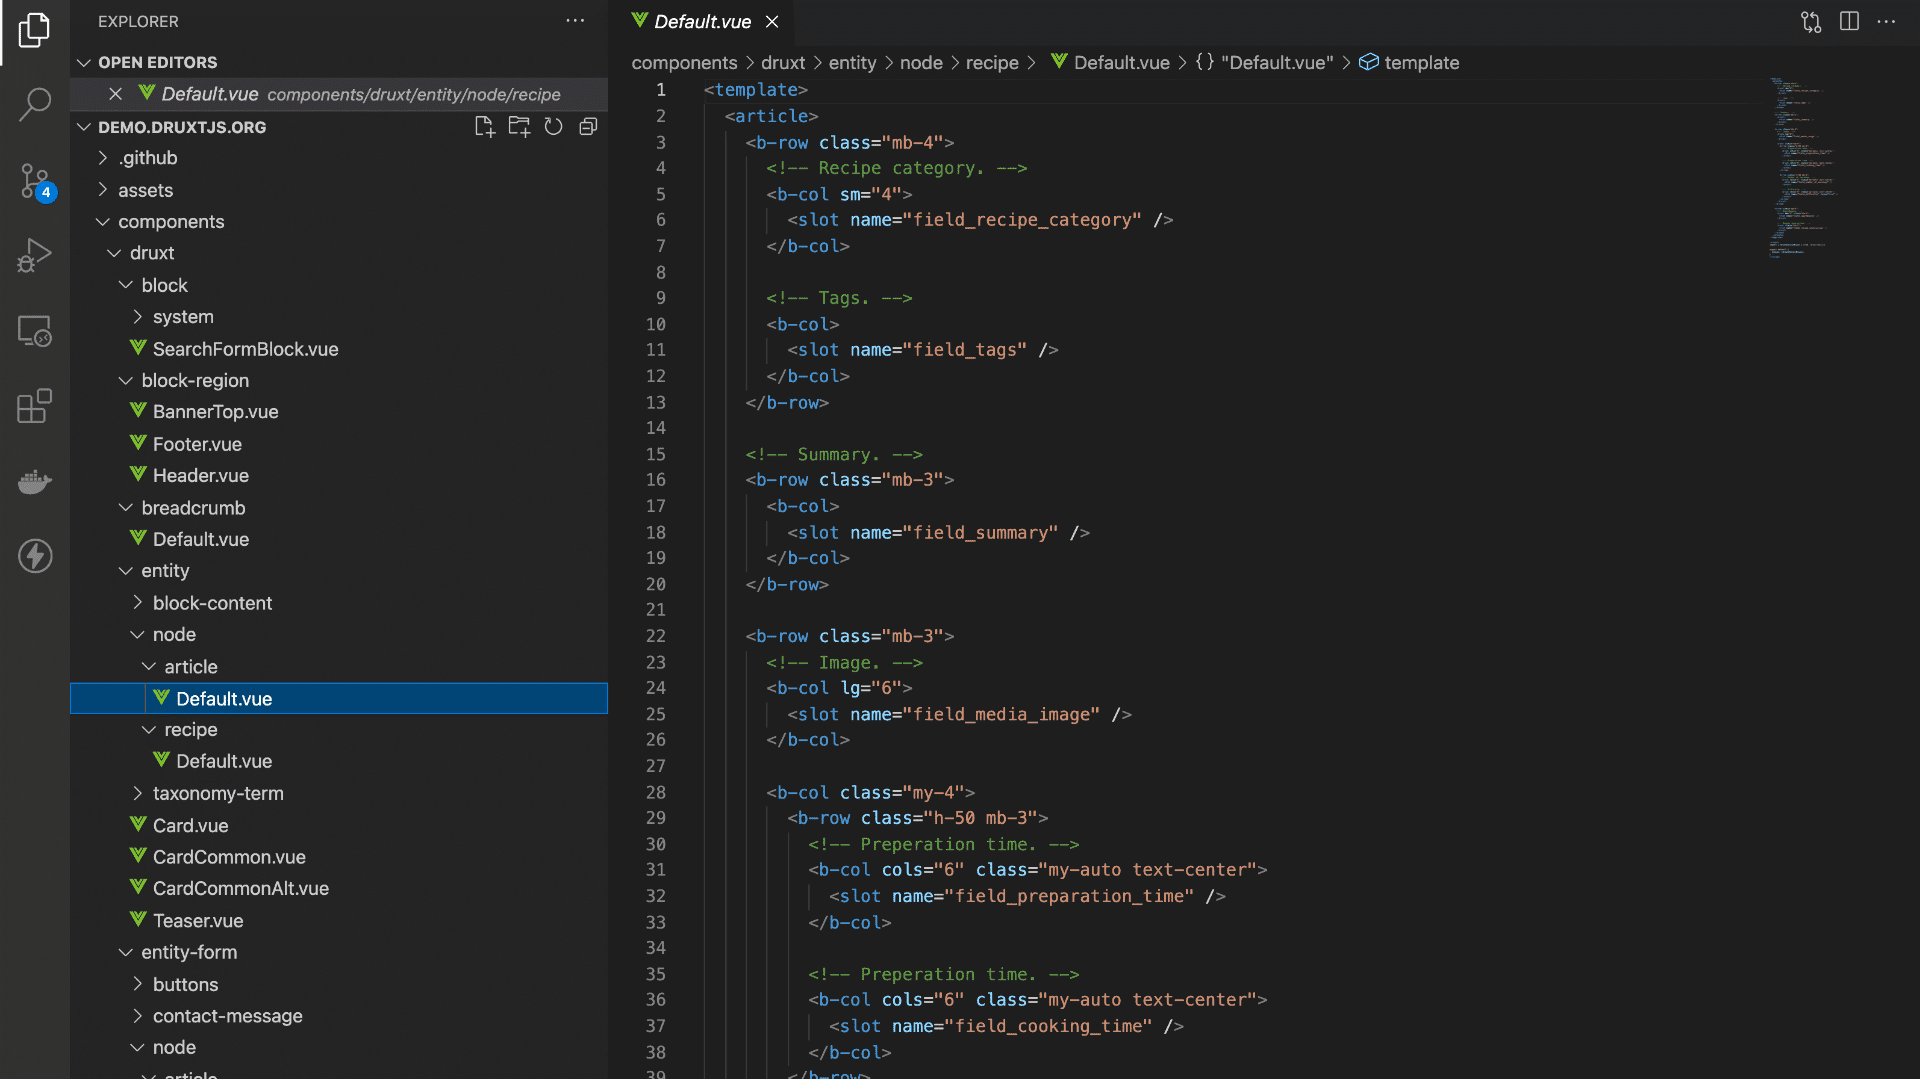 EXPLORER
OPEN EDITORS
Default.vue components/druxt/entity/node/recipe
DEMO.DRUXTJS.ORG
.github
assets
components
druxt
block
system
SearchFormBlock.vue
block-region
BannerTop.vue
Footer.vue
Header.vue
breadcrumb
Default.vue
entity
block-content
node
article
Default.vue
recipe
Default.vue
taxonomy-term
Card.vue
CardCommon.vue
CardCommonAlt.vue
Teaser.vue
entity-form
buttons
contact-message
node
article
4
Default.vue
components > druxt > entity > node > recipe > Default.vue > {} "Default.vue" > template
1 <template>
2 <article>
3 <b-row class="mb-4">
4 <!-- Recipe category. -->
5 <b-col sm="4">
6 <slot name="field_recipe_category" />
7 </b-col>
8
9 <!-- Tags. -->
10 <b-col>
11 <slot name="field_tags" />
12 </b-col>
13 </b-row>
14
15 <!-- Summary. -->
16 <b-row class="mb-3">
17 <b-col>
18 <slot name="field_summary" />
19 </b-col>
20 </b-row>
21
22 <b-row class="mb-3">
23 <!-- Image. -->
24 <b-col lg="6">
25 <slot name="field_media_image" />
26 </b-col>
27
28 <b-col class="my-4">
29 <b-row class="h-50 mb-3">
30 <!-- Preperation time. -->
31 <b-col cols="6" class="my-auto text-center">
32 <slot name="field_preparation_time" />
33 </b-col>
34
35 <!-- Preperation time. -->
36 <b-col cols="6" class="my-auto text-center">
37 <slot name="field_cooking_time" />
38 </b-col>
39 </b-row>